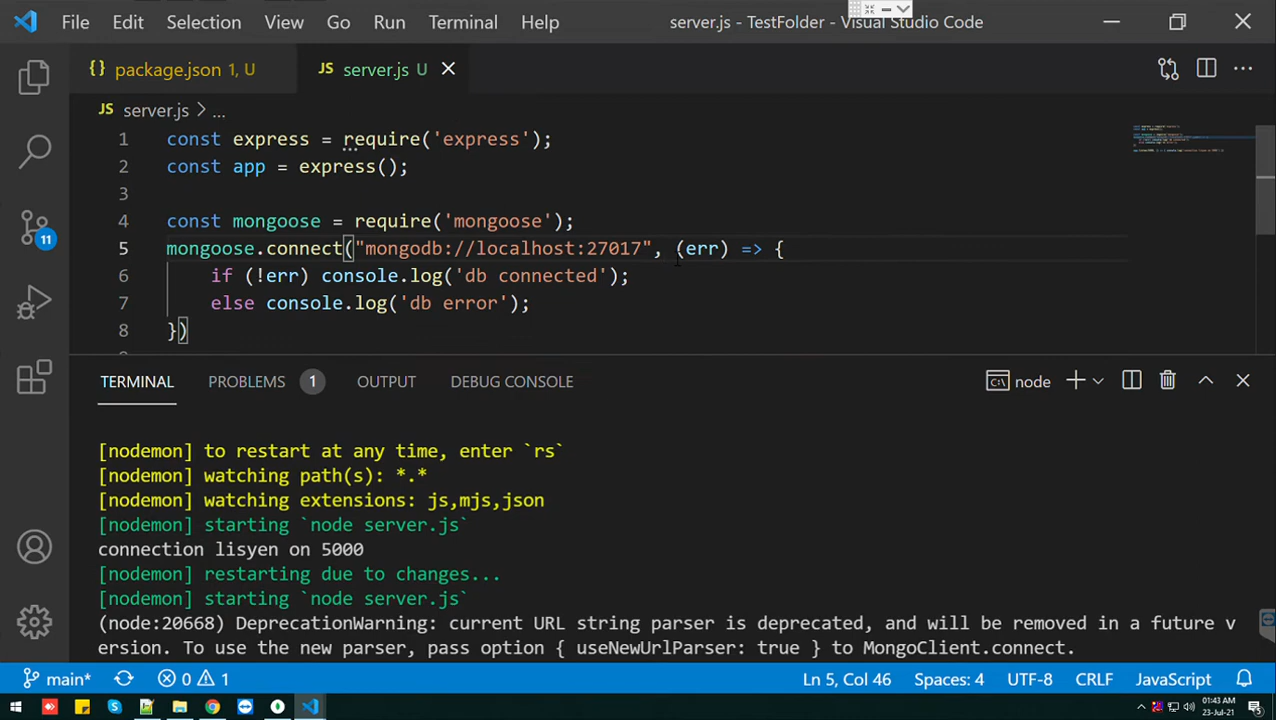 File Edit Selection View Go Run Terminal Help server.js - TestFolder - Visual Studio Code
{} package.json 1, U JS server.js U
JS server.js > ...
1 const express = require('express');
2 const app = express();
3
4 const mongoose = require('mongoose');
5 mongoose.connect("mongodb://localhost:27017", (err) => {
6 if (!err) console.log('db connected');
7 else console.log('db error');
8 })
TERMINAL PROBLEMS 1 OUTPUT DEBUG CONSOLE node
[nodemon] to restart at any time, enter `rs`
[nodemon] watching path(s): *.*
[nodemon] watching extensions: js,mjs,json
[nodemon] starting `node server.js`
connection lisyen on 5000
[nodemon] restarting due to changes...
[nodemon] starting `node server.js`
(node:20668) DeprecationWarning: current URL string parser is deprecated, and will be removed in a future v
ersion. To use the new parser, pass option { useNewUrlParser: true } to MongoClient.connect.
11
main* 0 1 Ln 5, Col 46 Spaces: 4 UTF-8 CRLF JavaScript
01:43 AM
23-Jul-21